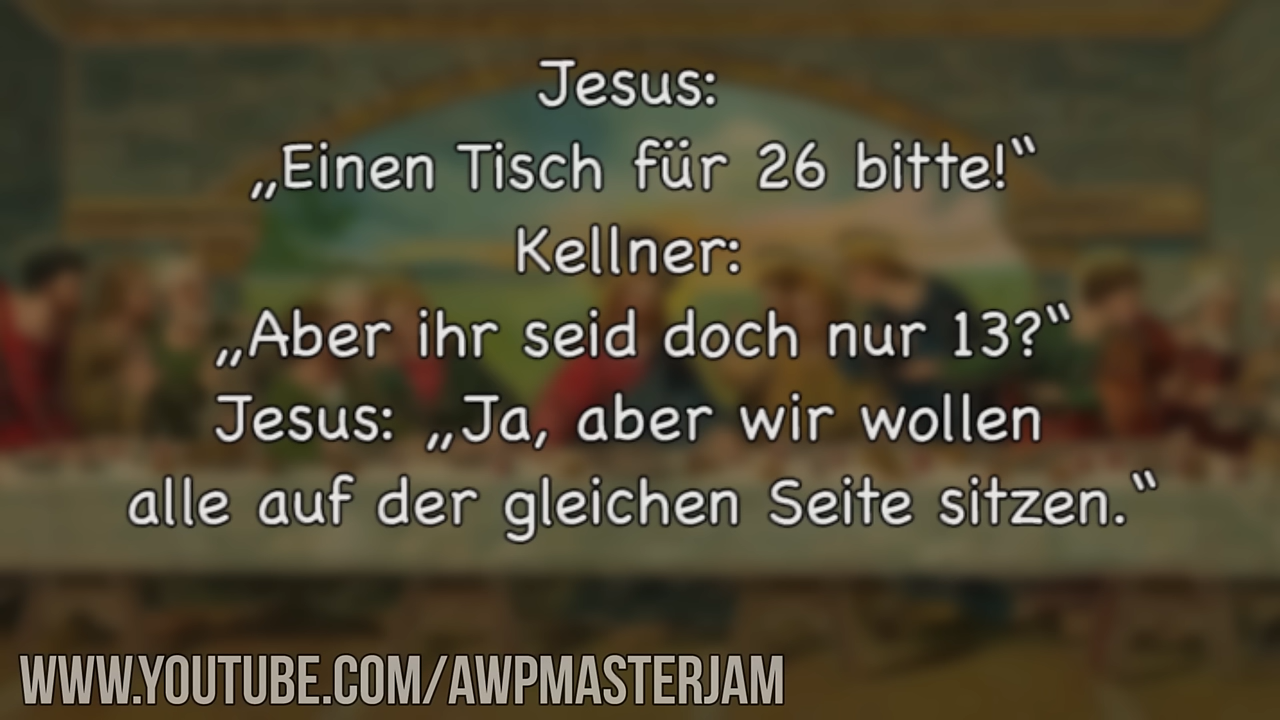 Jesus:
„Einen Tisch für 26 bitte!“
Kellner:
„Aber ihr seid doch nur 13?“
Jesus: „Ja, aber wir wollen
alle auf der gleichen Seite sitzen.“
WWW.YOUTUBE.COM/AWPMASTERJAM